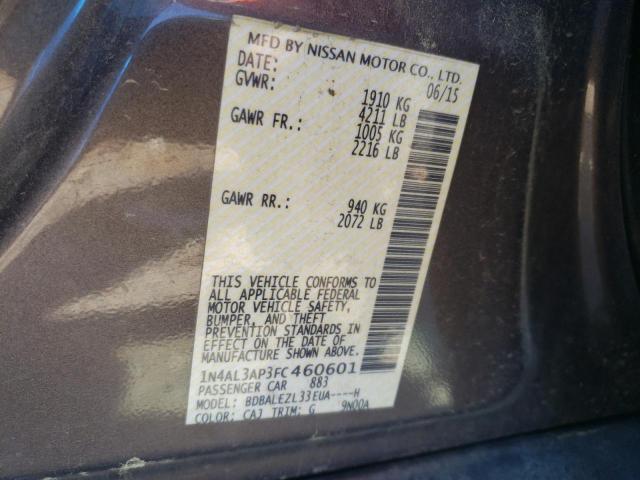 MFD BY NISSAN MOTOR CO., LTD.
DATE: 06/15
GVWR: 1910 KG
4211 LB
GAWR FR.: 1005 KG
2216 LB
GAWR RR.: 940 KG
2072 LB
THIS VEHICLE CONFORMS TO
ALL APPLICABLE FEDERAL
MOTOR VEHICLE SAFETY,
BUMPER, AND THEFT
PREVENTION STANDARDS IN
EFFECT ON THE DATE OF
MANUFACTURE SHOWN ABOVE.
1N4AL3AP3FC460601
PASSENGER CAR 883
MODEL: BDBALEZL33EUA----H
COLOR: CAJ TRIM: G 9N00A